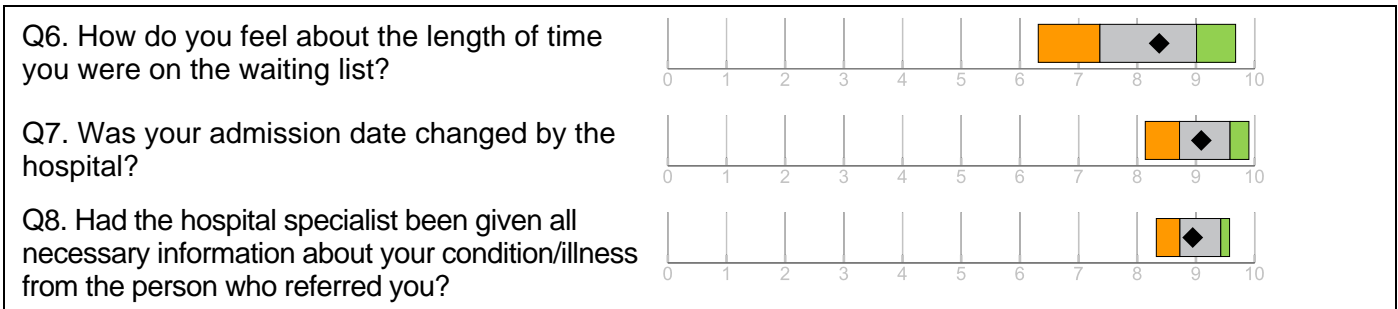 Q6. How do you feel about the length of time
you were on the waiting list?
0 1 2 3 4 5 6 7 8 9 10
Q7. Was your admission date changed by the
hospital?
0 1 2 3 4 5 6 7 8 9 10
Q8. Had the hospital specialist been given all
necessary information about your condition/illness
from the person who referred you?
0 1 2 3 4 5 6 7 8 9 10